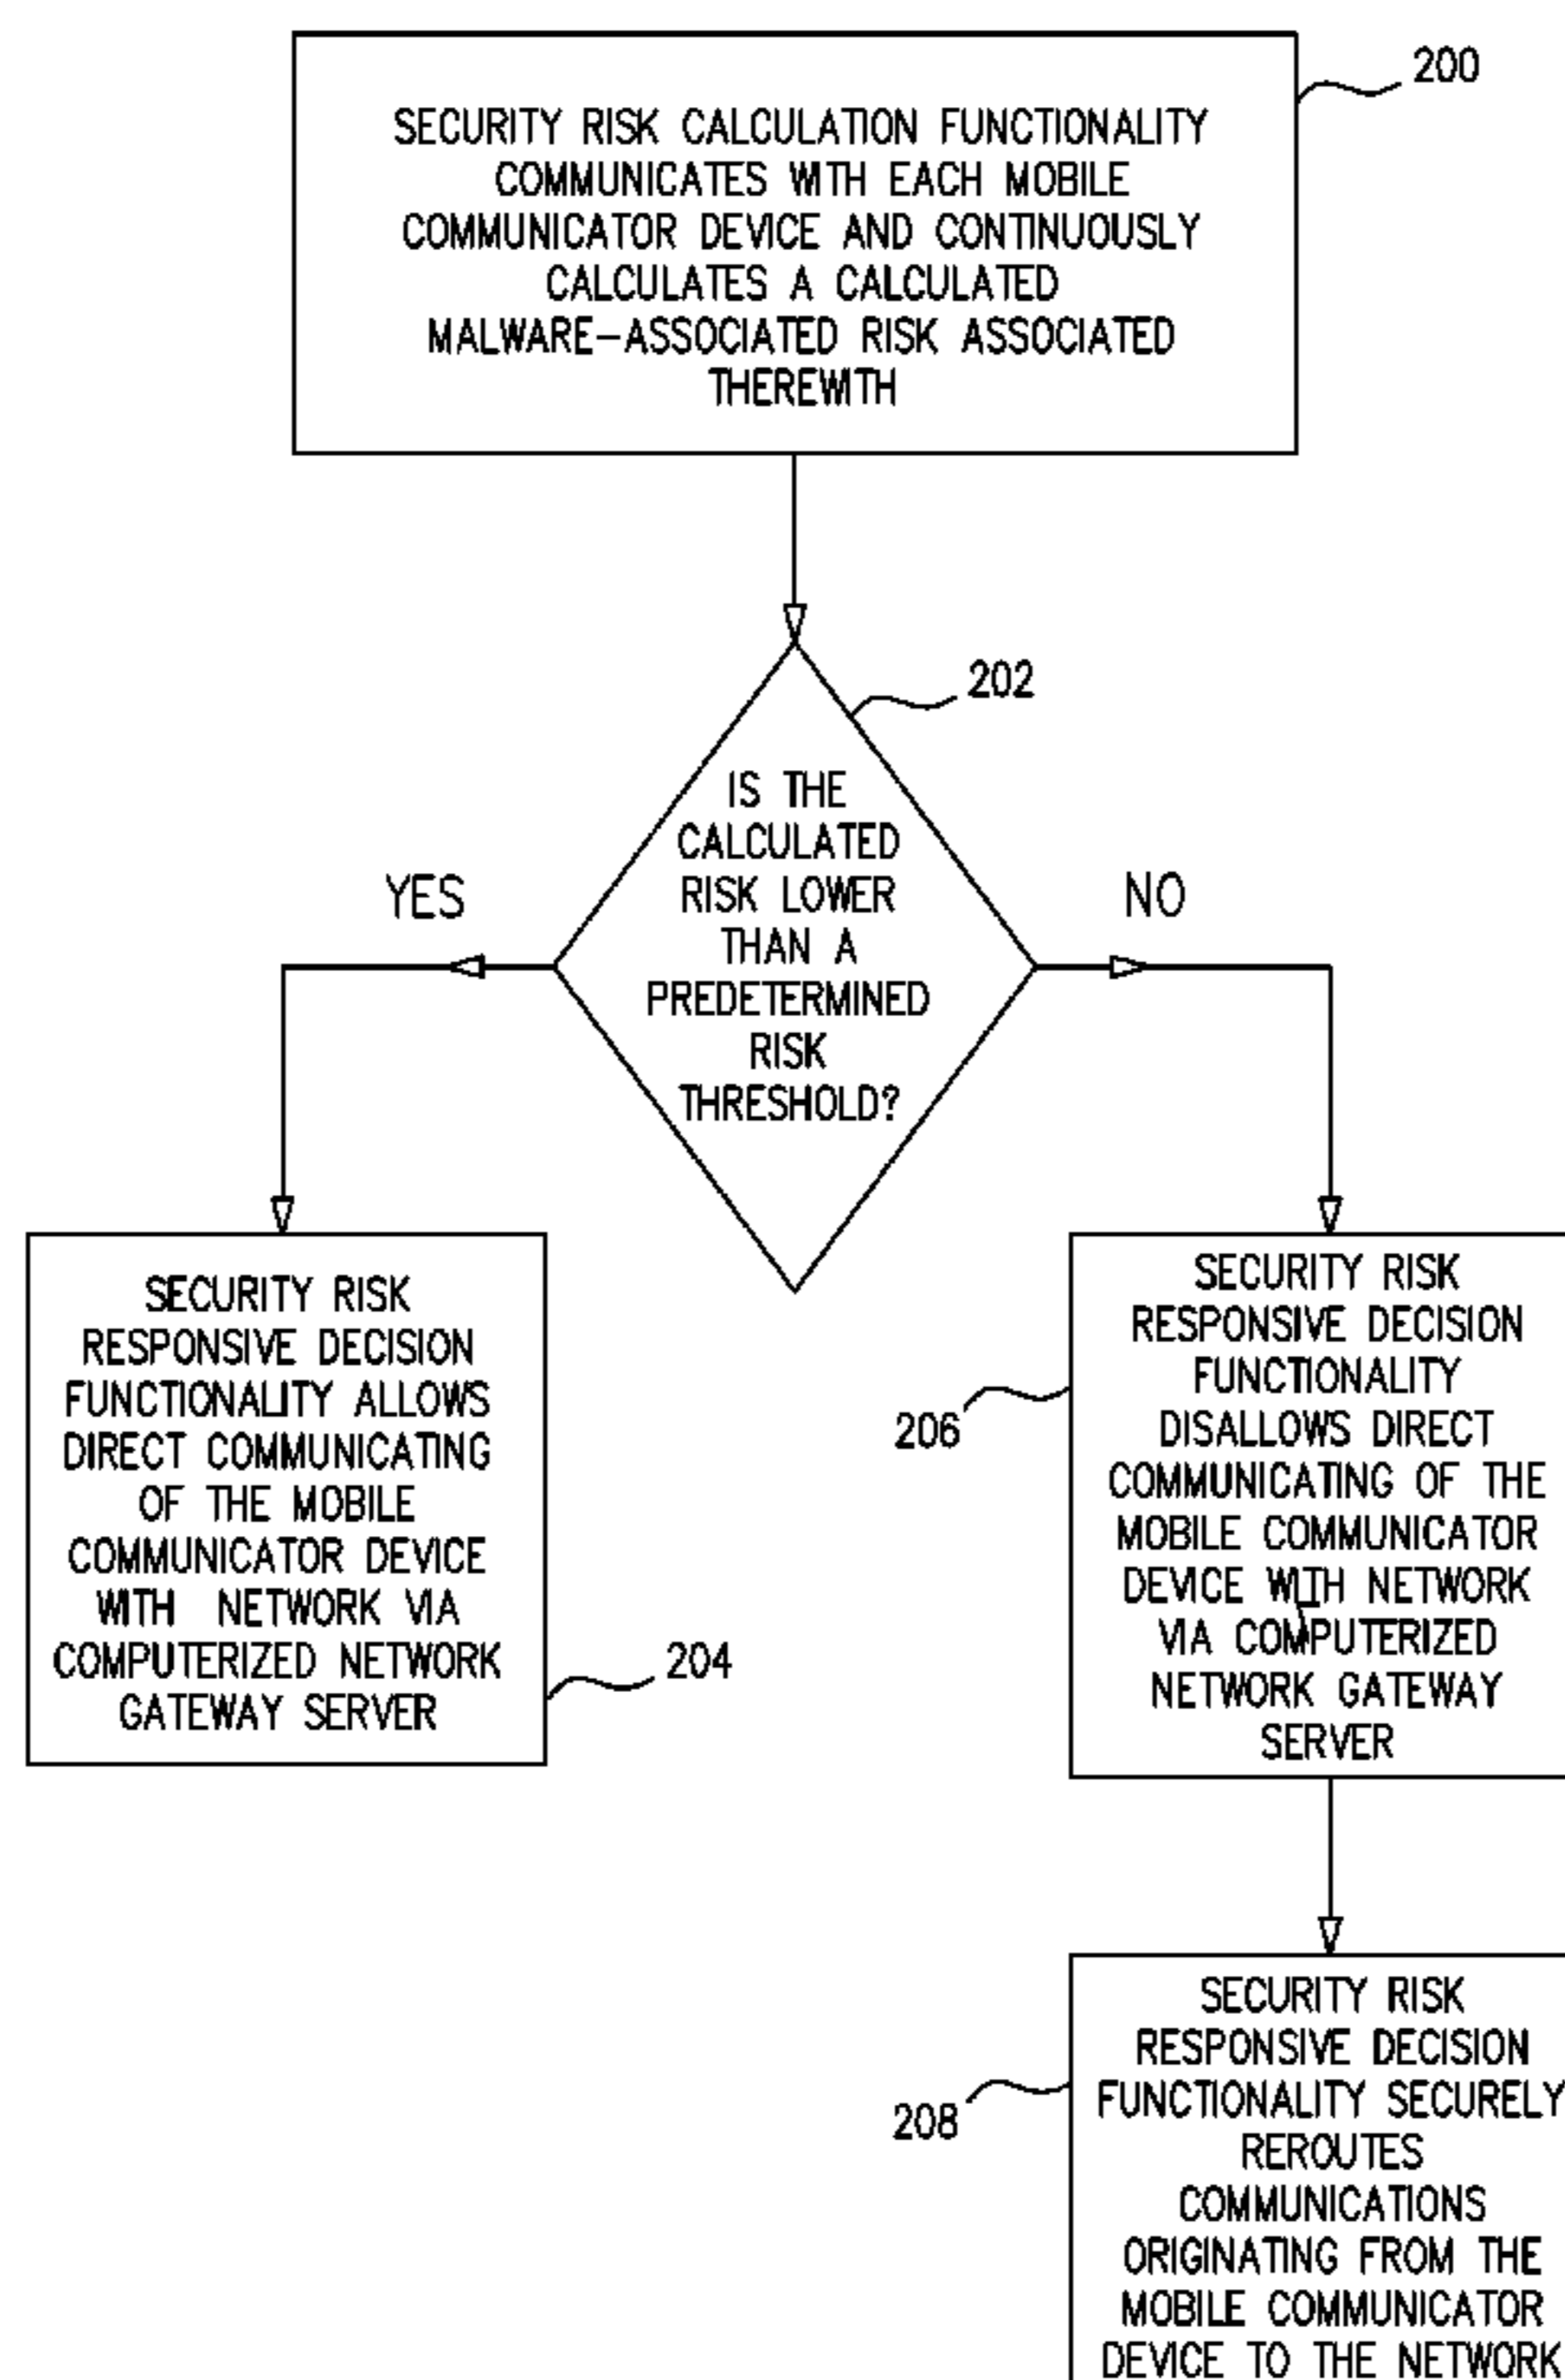 200
SECURITY RISK CALCULATION FUNCTIONALITY
COMMUNICATES WITH EACH MOBILE
COMMUNICATOR DEVICE AND CONTINUOUSLY
CALCULATES A CALCULATED
MALWARE-ASSOCIATED RISK ASSOCIATED
THEREWITH
202
IS THE
CALCULATED
RISK LOWER
THAN A
PREDETERMINED
RISK
THRESHOLD?
YES
NO
SECURITY RISK
RESPONSIVE DECISION
FUNCTIONALITY ALLOWS
DIRECT COMMUNICATING
OF THE MOBILE
COMMUNICATOR DEVICE
WITH NETWORK VIA
COMPUTERIZED NETWORK
GATEWAY SERVER
204
SECURITY RISK
RESPONSIVE DECISION
FUNCTIONALITY
DISALLOWS DIRECT
COMMUNICATING OF THE
MOBILE COMMUNICATOR
DEVICE WITH NETWORK
VIA COMPUTERIZED
NETWORK GATEWAY
SERVER
206
SECURITY RISK
RESPONSIVE DECISION
FUNCTIONALITY SECURELY
REROUTES
COMMUNICATIONS
ORIGINATING FROM THE
MOBILE COMMUNICATOR
DEVICE TO THE NETWORK
208